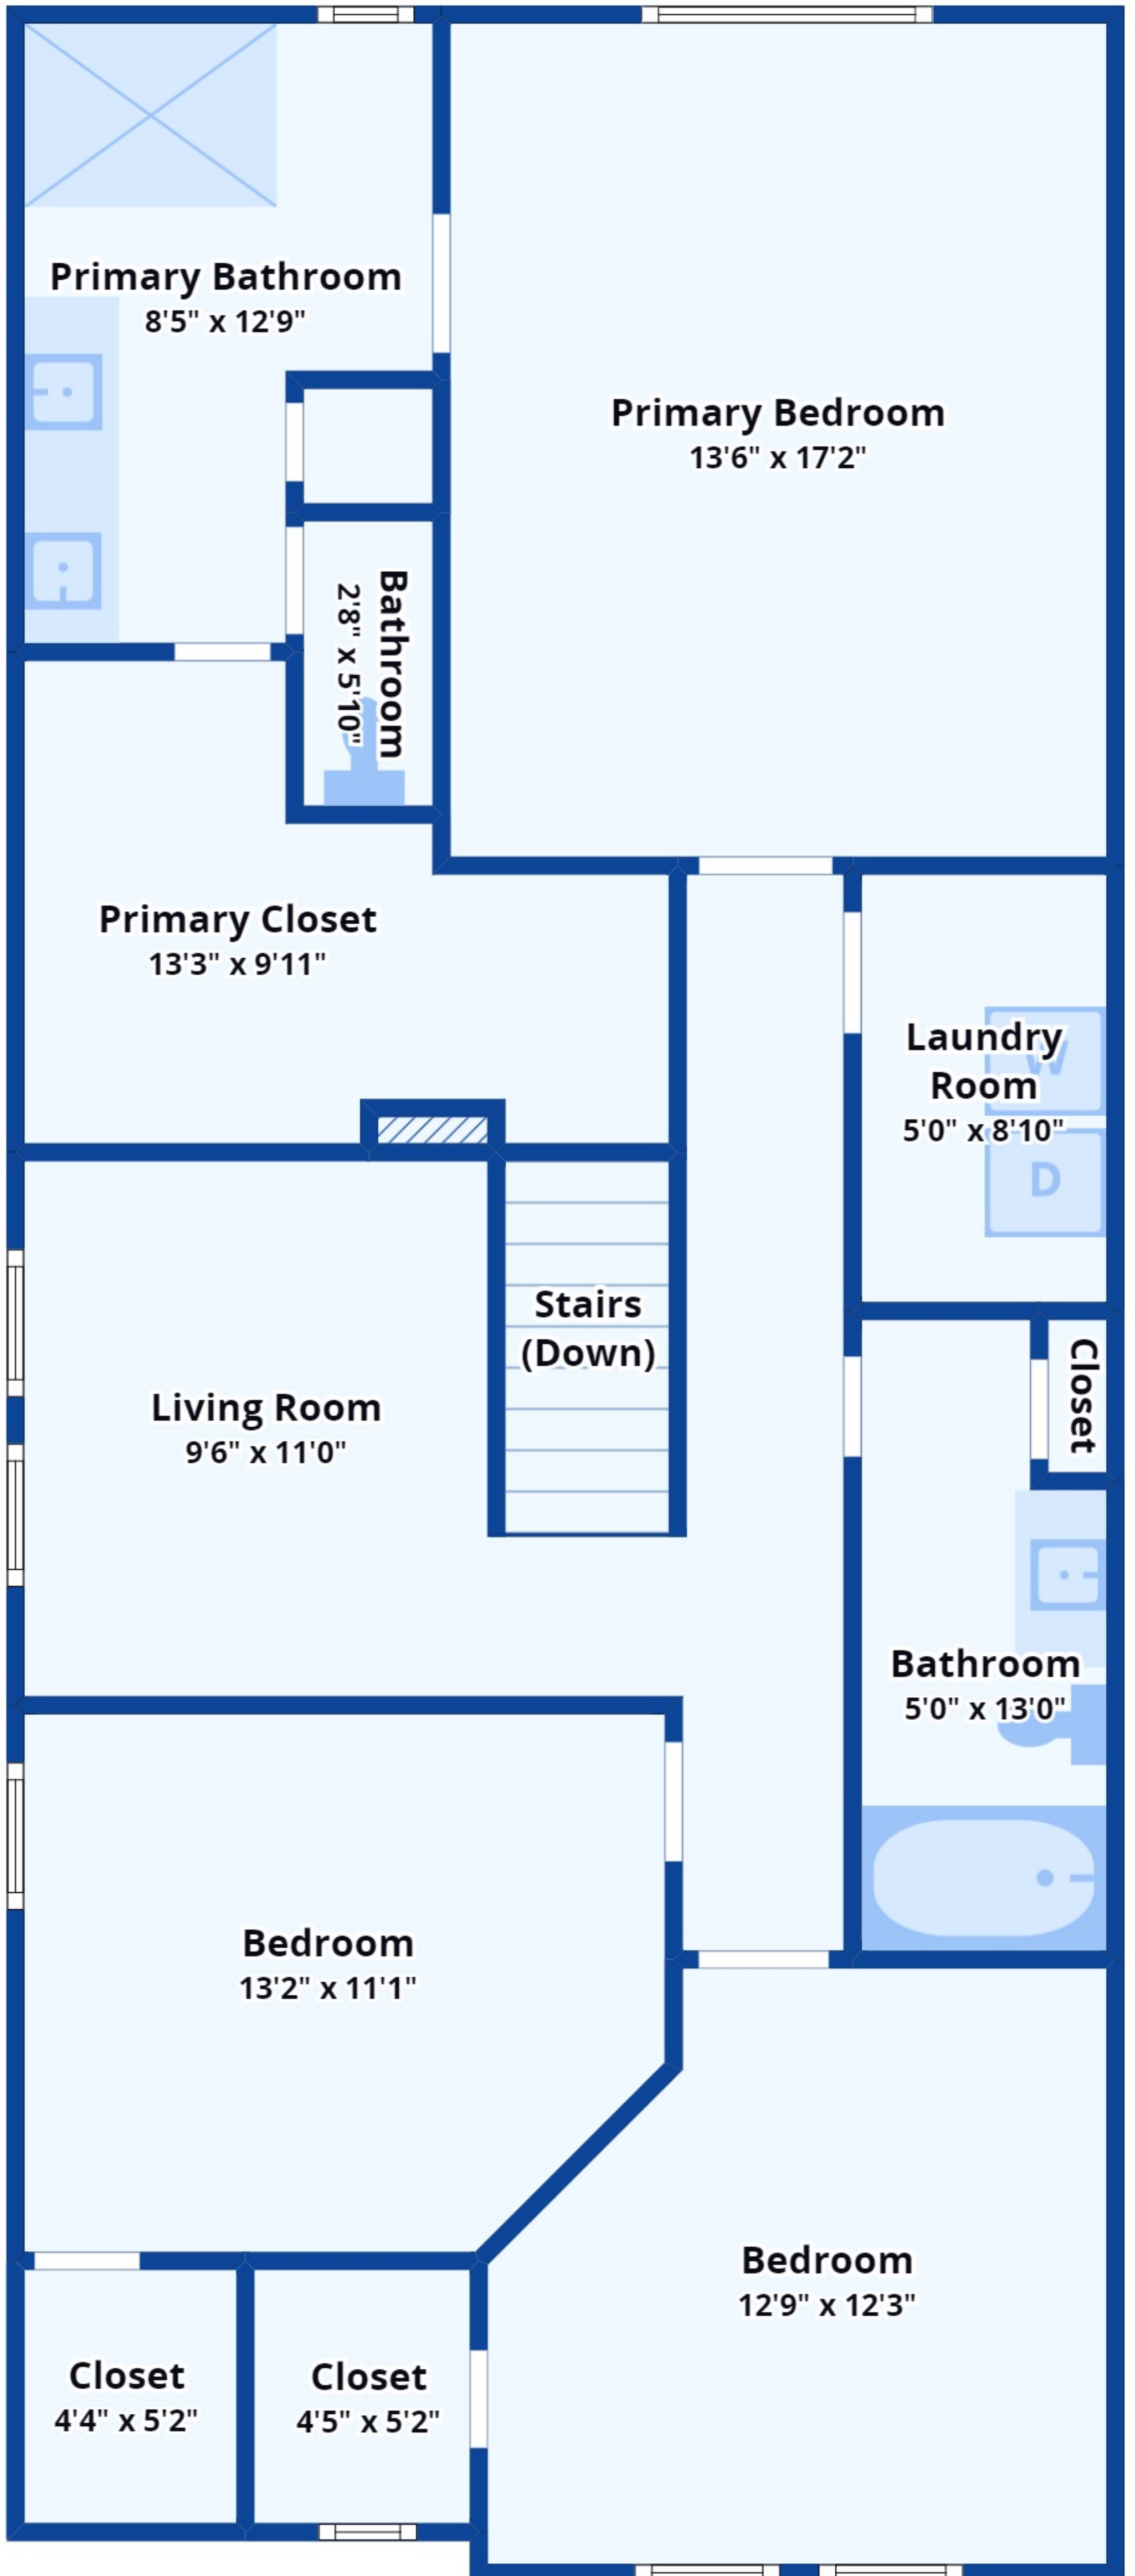 Primary Bathroom
8'5" x 12'9"
Primary Bedroom
13'6" x 17'2"
Bathroom
2'8" x 5'10"
Primary Closet
13'3" x 9'11"
Laundry
Room
5'0" x 8'10"
W
D
Stairs
(Down)
Closet
Living Room
9'6" x 11'0"
Bathroom
5'0" x 13'0"
Bedroom
13'2" x 11'1"
Bedroom
12'9" x 12'3"
Closet
4'4" x 5'2"
Closet
4'5" x 5'2"